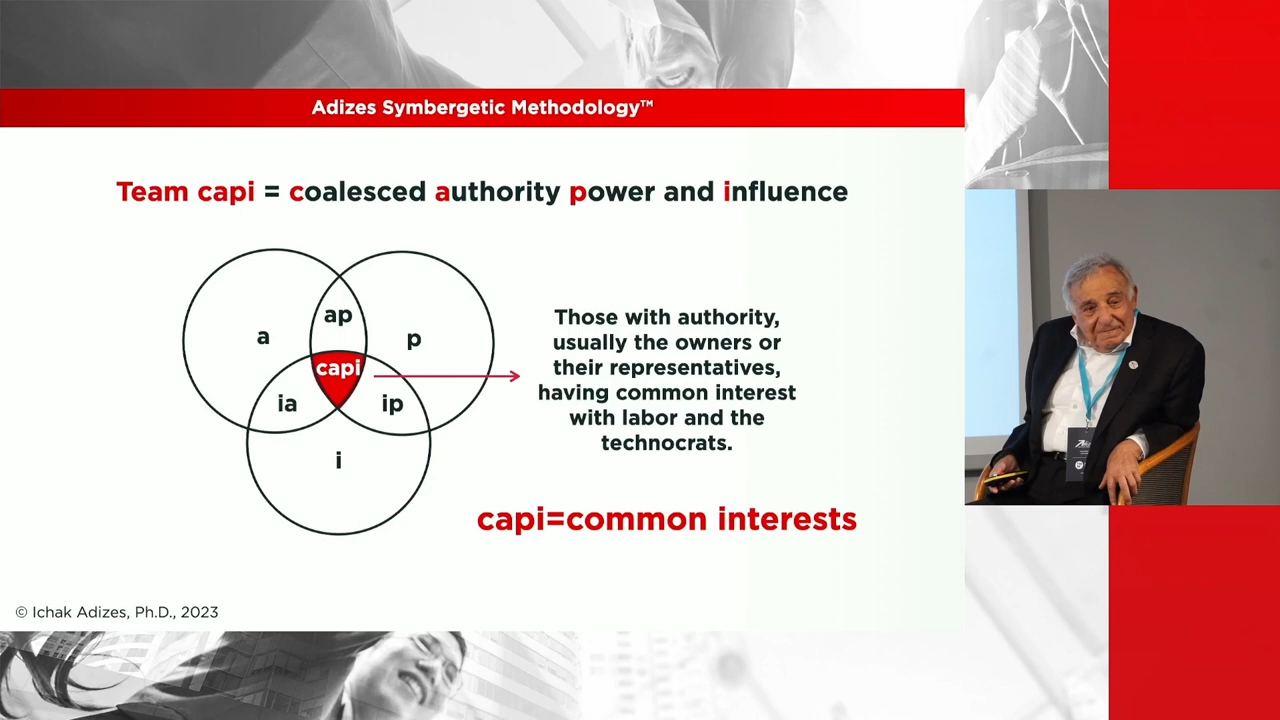 Adizes Symbergetic Methodology™
Team capi = coalesced authority power and influence
a
ap
p
capi
ia
ip
i
Those with authority,
usually the owners or
their representatives,
having common interest
with labor and the
technocrats.
capi=common interests
© Ichak Adizes, Ph.D., 2023